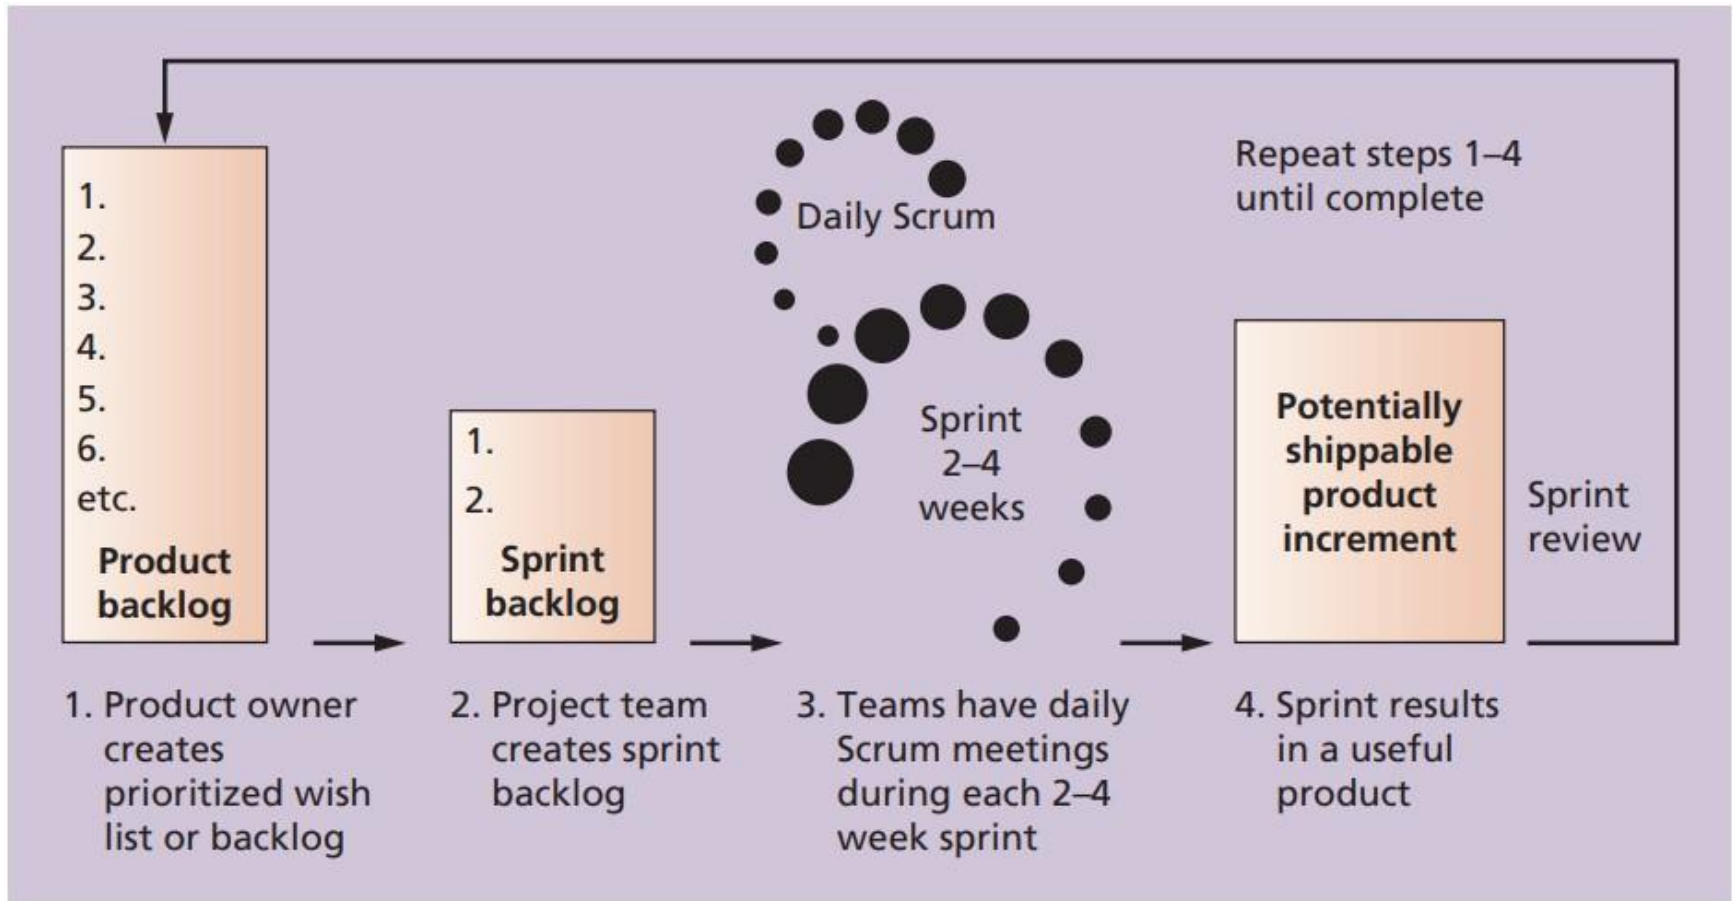 1.
2.
3.
4.
5.
6.
etc.
Product
backlog
1.
2.
Sprint
backlog
Daily Scrum
Sprint
2–4
weeks
Repeat steps 1–4
until complete
Potentially
shippable
product
increment
Sprint
review
1. Product owner
creates
prioritized wish
list or backlog
2. Project team
creates sprint
backlog
3. Teams have daily
Scrum meetings
during each 2–4
week sprint
4. Sprint results
in a useful
product